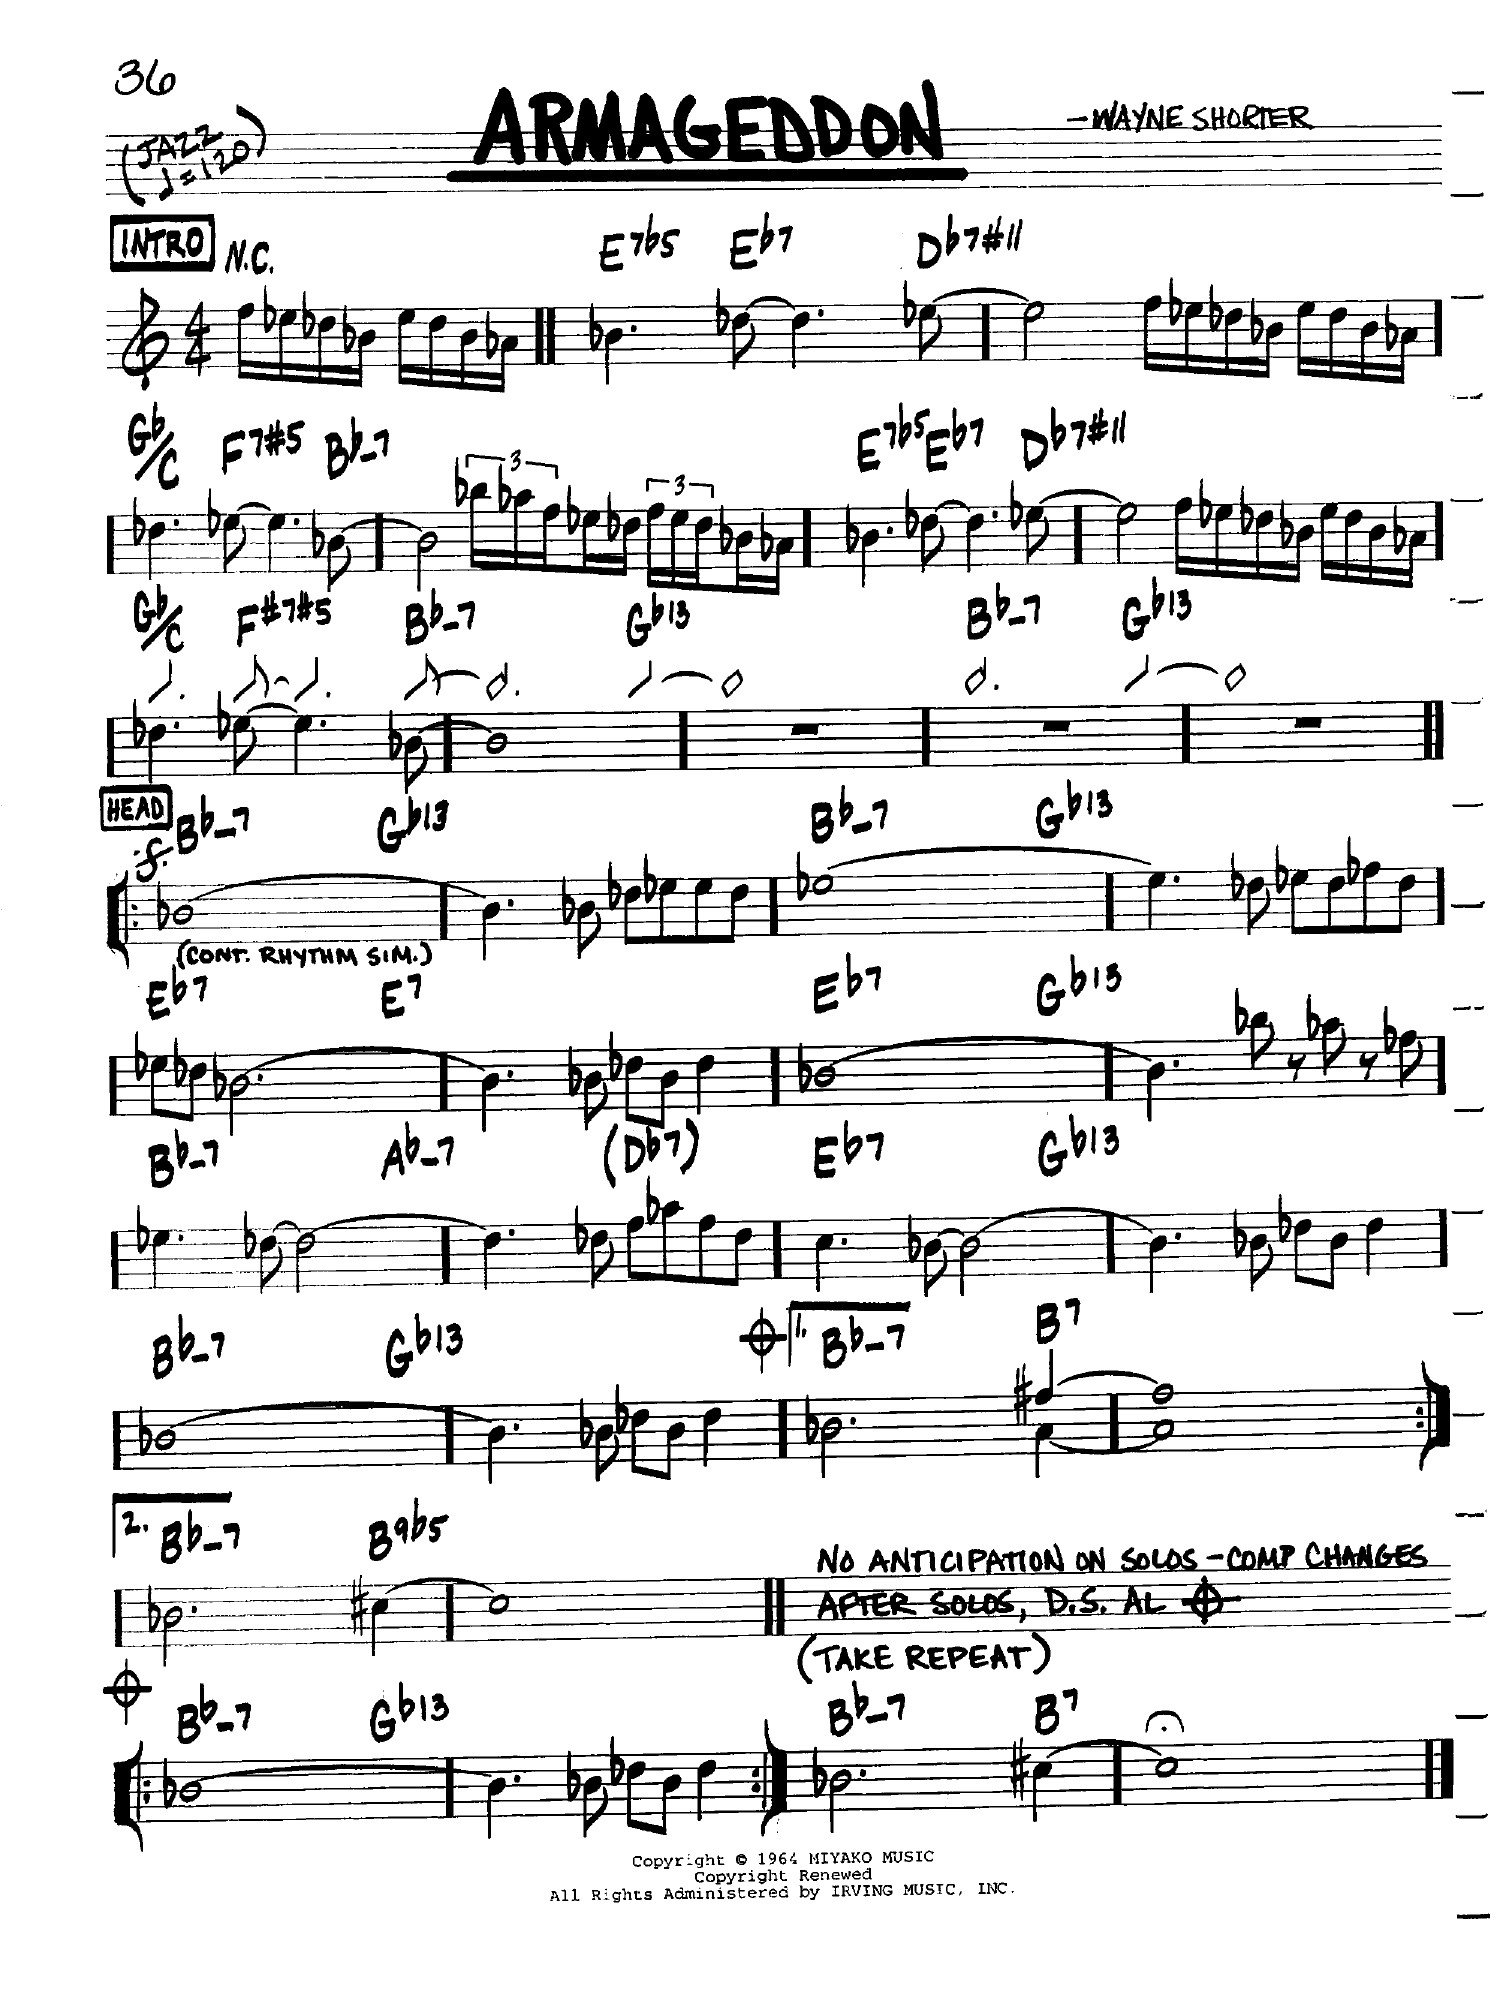 36
(JAZZ ♩=120)
ARMAGEDDON
-WAYNE SHORTER
INTRO N.C. E7b5 Eb7 Db7#11
4/4
Gb/C F7#5 Bb-7 E7b5 Eb7 Db7#11
3 3
Gb/C F#7#5 Bb-7 Gb13 Bb-7 Gb13
HEAD Bb-7 Gb13 Bb-7 Gb13
(CONT. RHYTHM SIM.)
Eb7 E7 Eb7 Gb13
Bb-7 Ab-7 (Db7) Eb7 Gb13
Bb-7 Gb13 1. Bb-7 B7
2. Bb-7 B9b5
NO ANTICIPATION ON SOLOS - COMP CHANGES
AFTER SOLOS, D.S. AL 𝄌
(TAKE REPEAT)
Bb-7 Gb13 Bb-7 B7
Copyright © 1964 MIYAKO MUSIC
Copyright Renewed
All Rights Administered by IRVING MUSIC, INC.